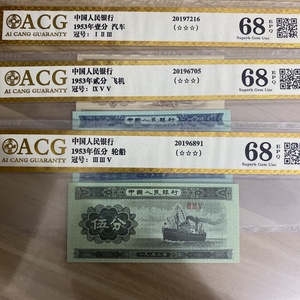 ACG
AI CANG GUARANTY
中国人民银行
1953年壹分 汽车
冠号: I II III
20197216
(☆☆☆)
68 EPQ
Superb Gem Unc
ACG
AI CANG GUARANTY
中国人民银行
1953年贰分 飞机
冠号: IX V V
20196705
(☆☆☆)
68 EPQ
Superb Gem Unc
ACG
AI CANG GUARANTY
中国人民银行
1953年伍分 轮船
冠号: III III V
20196891
(☆☆☆)
68 EPQ
Superb Gem Unc
中国人民银行
伍分
III III V